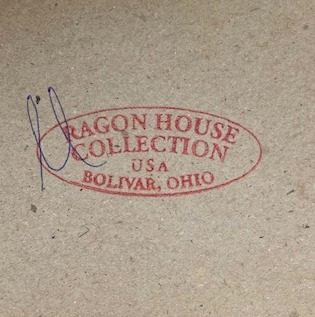 RAGON HOUSE
COLLECTION
USA
BOLIVAR, OHIO